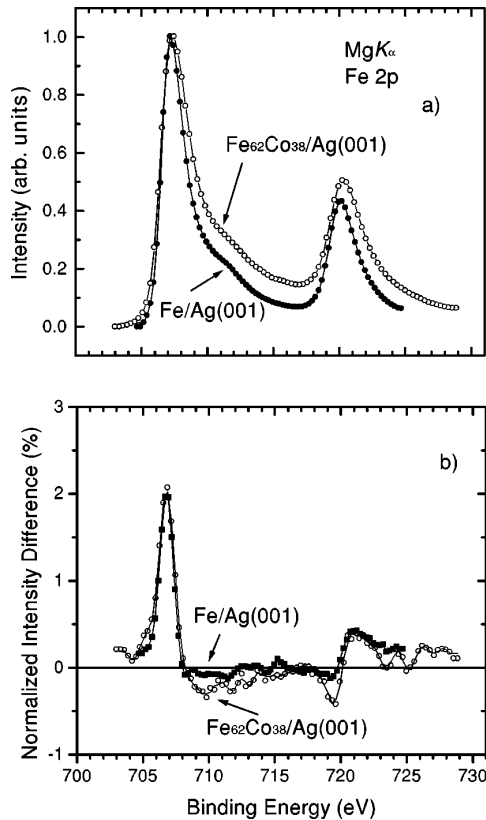 MgKα
Fe 2p
a)
Fe62Co38/Ag(001)
Fe/Ag(001)
Intensity (arb. units)
1.0
0.8
0.6
0.4
0.2
0.0
b)
Fe/Ag(001)
Fe62Co38/Ag(001)
Normalized Intensity Difference (%)
3
2
1
0
-1
700 705 710 715 720 725 730
Binding Energy (eV)